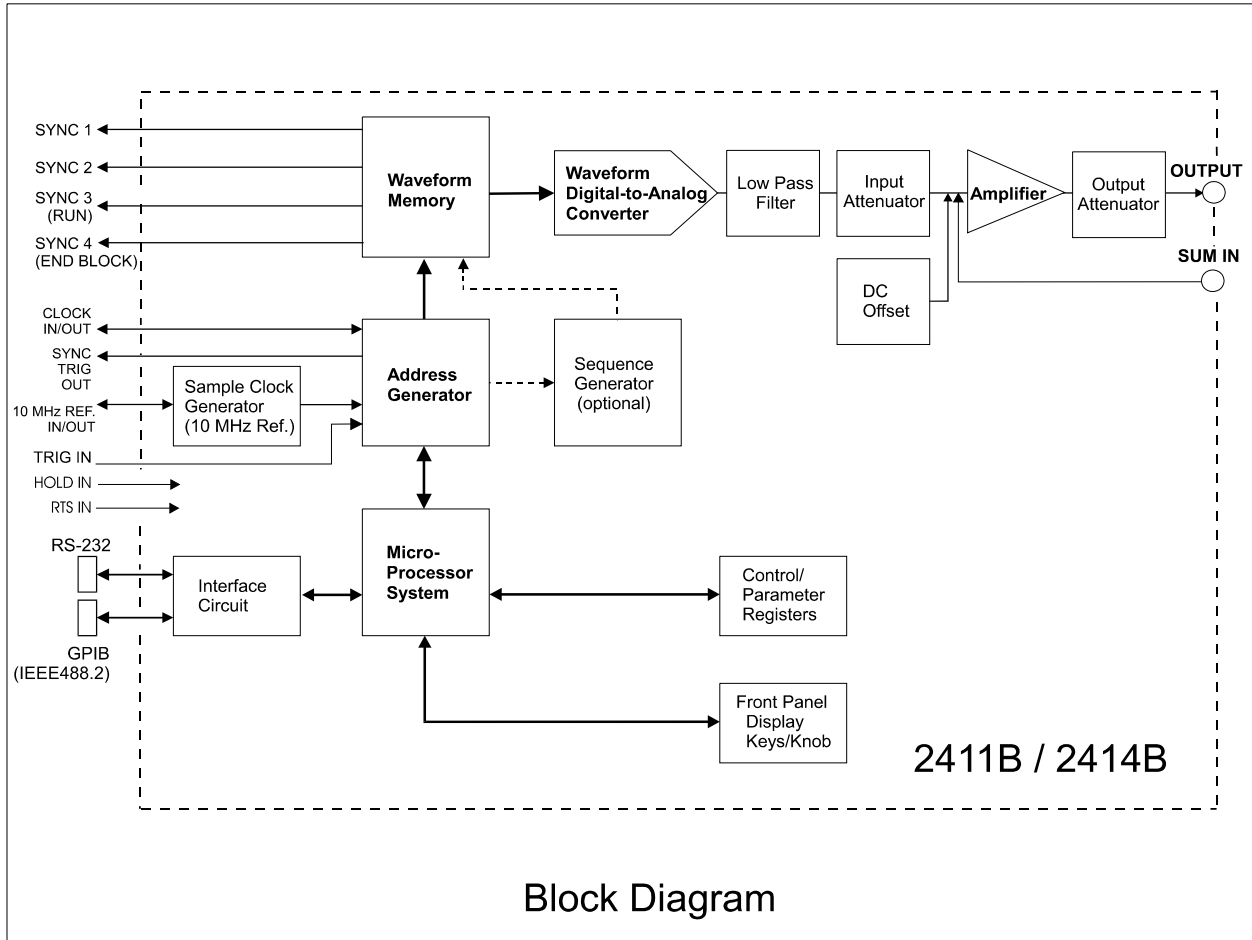 SYNC 1
SYNC 2
SYNC 3
(RUN)
SYNC 4
(END BLOCK)
CLOCK
IN/OUT
SYNC
TRIG
OUT
10 MHz REF.
IN/OUT
TRIG IN
HOLD IN
RTS IN
RS-232
GPIB
(IEEE488.2)
Waveform
Memory
Waveform
Digital-to-Analog
Converter
Low Pass
Filter
Input
Attenuator
Amplifier
Output
Attenuator
OUTPUT
SUM IN
DC
Offset
Sample Clock
Generator
(10 MHz Ref.)
Address
Generator
Sequence
Generator
(optional)
Interface
Circuit
Micro-
Processor
System
Control/
Parameter
Registers
Front Panel
Display
Keys/Knob
2411B / 2414B
Block Diagram